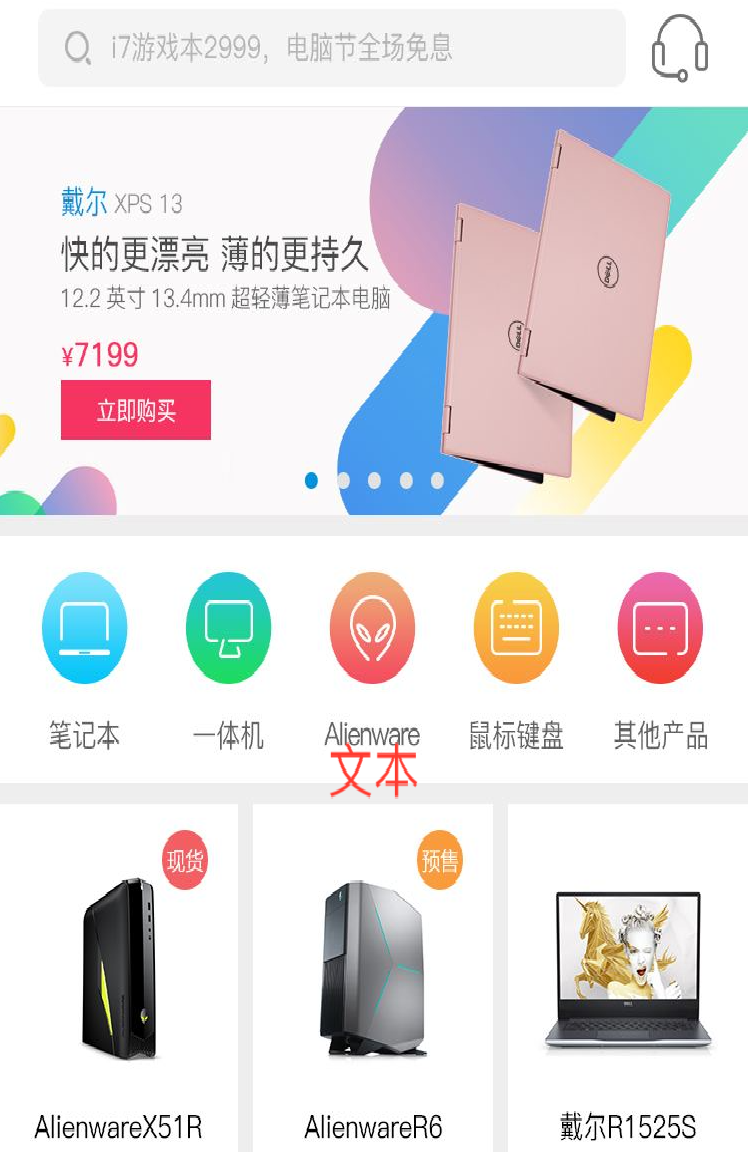 i7游戏本2999，电脑节全场免息
戴尔 XPS 13
快的更漂亮 薄的更持久
12.2 英寸 13.4mm 超轻薄笔记本电脑
¥7199
立即购买
DELL
DELL
笔记本 一体机 Alienware 鼠标键盘 其他产品
文本
现货 预售
DELL
AlienwareX51R AlienwareR6 戴尔R1525S